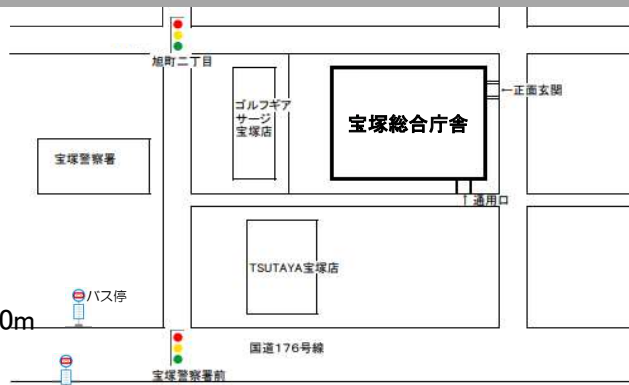 旭町二丁目
ゴルフギア
サージ
宝塚店
宝塚総合庁舎
←正面玄関
宝塚警察署
↑通用口
TSUTAYA宝塚店
バス停
0m
国道176号線
宝塚警察署前